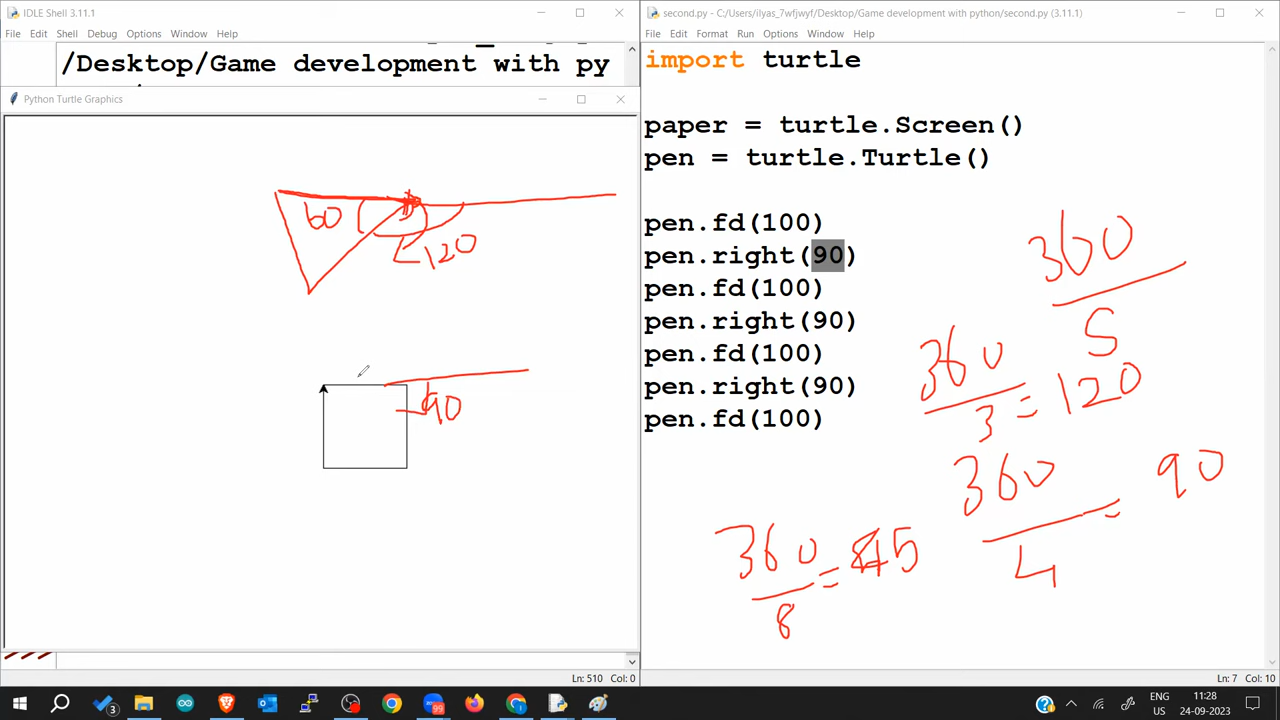 IDLE Shell 3.11.1
File Edit Shell Debug Options Window Help
/Desktop/Game development with py
Python Turtle Graphics
60
120
90
Ln: 510 Col: 0
second.py - C:/Users/ilyas_7wfjwyf/Desktop/Game development with python/second.py (3.11.1)
File Edit Format Run Options Window Help
import turtle
paper = turtle.Screen()
pen = turtle.Turtle()
pen.fd(100)
pen.right(90)
pen.fd(100)
pen.right(90)
pen.fd(100)
pen.right(90)
pen.fd(100)
360
5
360
3 = 120
360
4 = 90
360
8 = 45
Ln: 7 Col: 10
3
99
ENG
US
11:28
24-09-2023